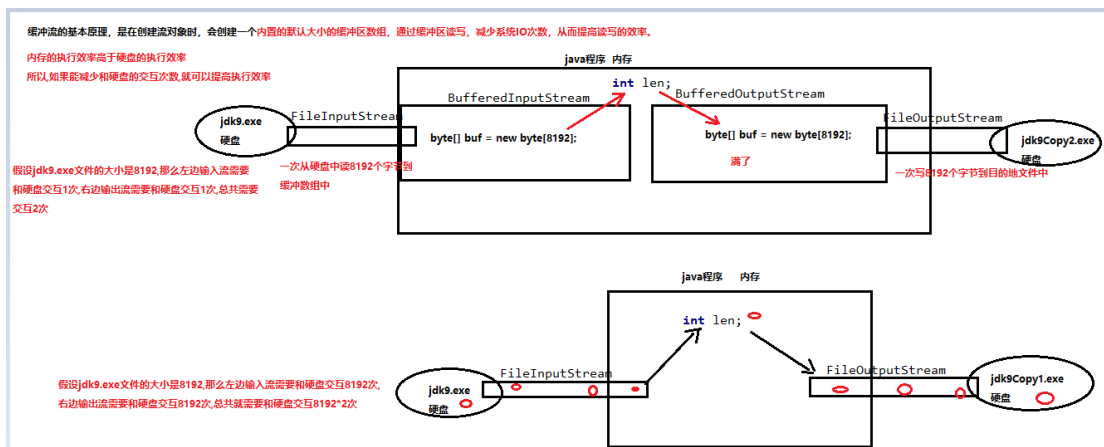 缓冲流的基本原理，是在创建流对象时，会创建一个内置的默认大小的缓冲区数组，通过缓冲区读写，减少系统IO次数，从而提高读写的效率。
内存的执行效率高于硬盘的执行效率
所以,如果能减少和硬盘的交互次数,就可以提高执行效率
java程序 内存
int len;
FileInputStream
BufferedInputStream
BufferedOutputStream
FileOutputStream
jdk9.exe
硬盘
byte[] buf = new byte[8192];
byte[] buf = new byte[8192];
满了
jdk9Copy2.exe
硬盘
假设jdk9.exe文件的大小是8192,那么左边输入流需要
和硬盘交互1次,右边输出流需要和硬盘交互1次,总共需要
交互2次
一次从硬盘中读8192个字节到
缓冲数组中
一次写8192个字节到目的地文件中
java程序 内存
int len;
FileInputStream
FileOutputStream
jdk9.exe
硬盘
jdk9Copy1.exe
硬盘
假设jdk9.exe文件的大小是8192,那么左边输入流需要和硬盘交互8192次,
右边输出流需要和硬盘交互8192次,总共就需要和硬盘交互8192*2次